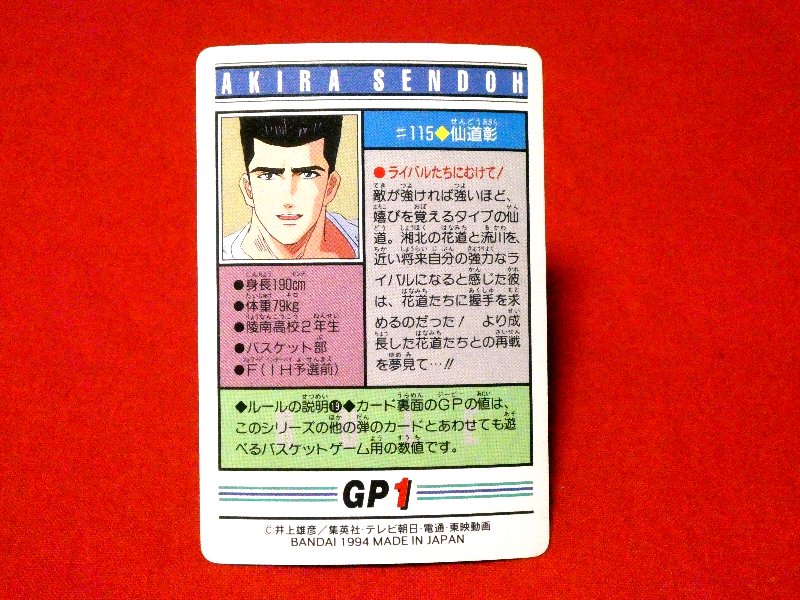 AKIRA SENDOH
#115◆仙道彰
●ライバルたちにむけて!
敵が強ければ強いほど、
嬉びを覚えるタイプの仙
道。湘北の花道と流川を、
近い将来自分の強力なラ
イバルになると感じた彼
は、花道たちに握手を求
めるのだった! より成
長した花道たちとの再戦
を夢見て…!!
●身長190cm
●体重79kg
●陵南高校2年生
●バスケット部
●F(IH予選前)
◆ルールの説明⑲◆カード裏面のGPの値は、
このシリーズの他の弾のカードとあわせても遊
べるバスケットゲーム用の数値です。
GP1
©井上雄彦/集英社・テレビ朝日・電通・東映動画
BANDAI 1994 MADE IN JAPAN